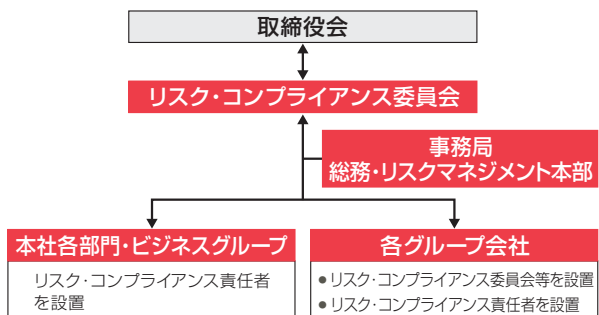 取締役会
リスク・コンプライアンス委員会
事務局
総務・リスクマネジメント本部
本社各部門・ビジネスグループ
リスク・コンプライアンス責任者
を設置
各グループ会社
●リスク・コンプライアンス委員会等を設置
●リスク・コンプライアンス責任者を設置